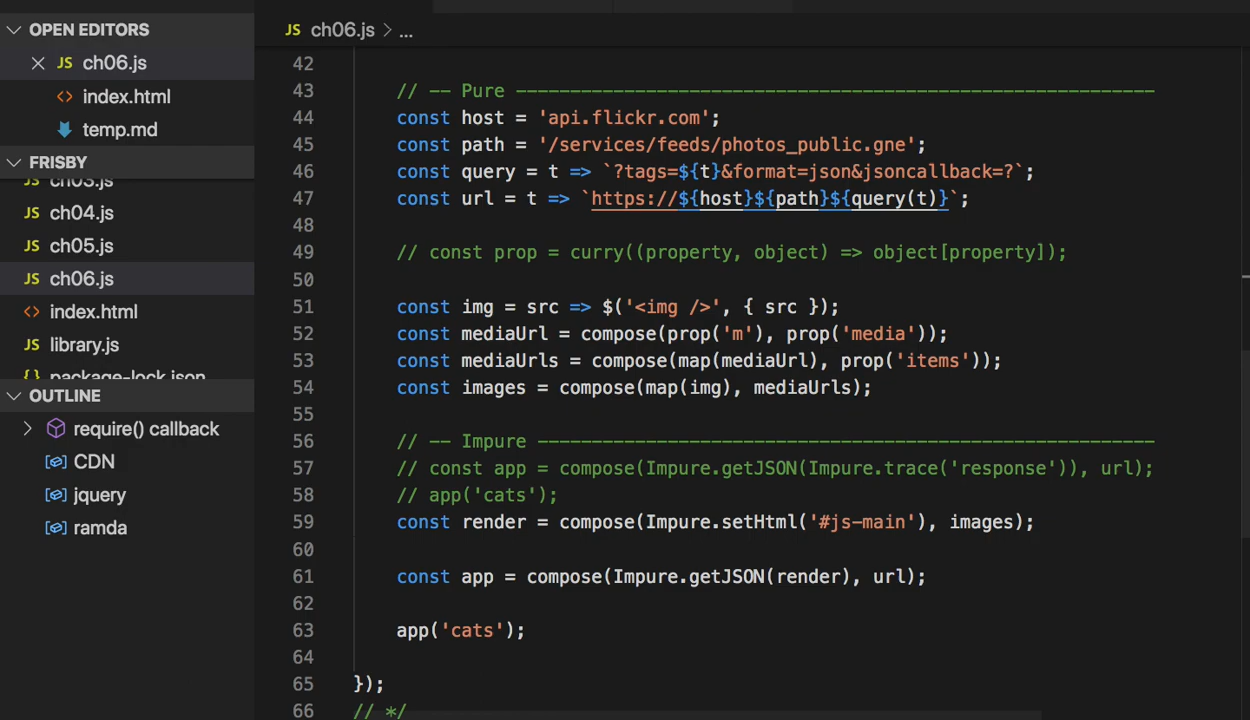 OPEN EDITORS
JS ch06.js
<> index.html
temp.md
FRISBY
JS ch03.js
JS ch04.js
JS ch05.js
JS ch06.js
<> index.html
JS library.js
{} package-lock.json
OUTLINE
require() callback
CDN
jquery
ramda
JS ch06.js > ...
42
43 // -- Pure -----------------------------------------------------------
44 const host = 'api.flickr.com';
45 const path = '/services/feeds/photos_public.gne';
46 const query = t => `?tags=${t}&format=json&jsoncallback=?`;
47 const url = t => `https://${host}${path}${query(t)}`;
48
49 // const prop = curry((property, object) => object[property]);
50
51 const img = src => $('<img />', { src });
52 const mediaUrl = compose(prop('m'), prop('media'));
53 const mediaUrls = compose(map(mediaUrl), prop('items'));
54 const images = compose(map(img), mediaUrls);
55
56 // -- Impure ---------------------------------------------------------
57 // const app = compose(Impure.getJSON(Impure.trace('response')), url);
58 // app('cats');
59 const render = compose(Impure.setHtml('#js-main'), images);
60
61 const app = compose(Impure.getJSON(render), url);
62
63 app('cats');
64
65 });
66 // */